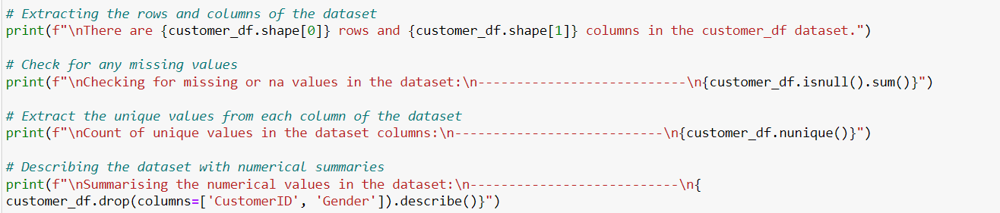 # Extracting the rows and columns of the dataset
print(f"\nThere are {customer_df.shape[0]} rows and {customer_df.shape[1]} columns in the customer_df dataset.")
# Check for any missing values
print(f"\nChecking for missing or na values in the dataset:\n---------------------------\n{customer_df.isnull().sum()}")
# Extract the unique values from each column of the dataset
print(f"\nCount of unique values in the dataset columns:\n---------------------------\n{customer_df.nunique()}")
# Describing the dataset with numerical summaries
print(f"\nSummarising the numerical values in the dataset:\n---------------------------\n{
customer_df.drop(columns=['CustomerID', 'Gender']).describe()}")